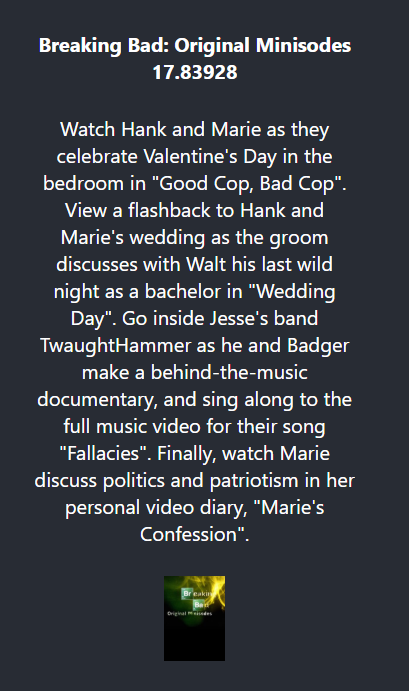 Breaking Bad: Original Minisodes
17.83928
Watch Hank and Marie as they
celebrate Valentine's Day in the
bedroom in "Good Cop, Bad Cop".
View a flashback to Hank and
Marie's wedding as the groom
discusses with Walt his last wild
night as a bachelor in "Wedding
Day". Go inside Jesse's band
TwaughtHammer as he and Badger
make a behind-the-music
documentary, and sing along to the
full music video for their song
"Fallacies". Finally, watch Marie
discuss politics and patriotism in her
personal video diary, "Marie's
Confession".
Breaking
Bad
Original Minisodes